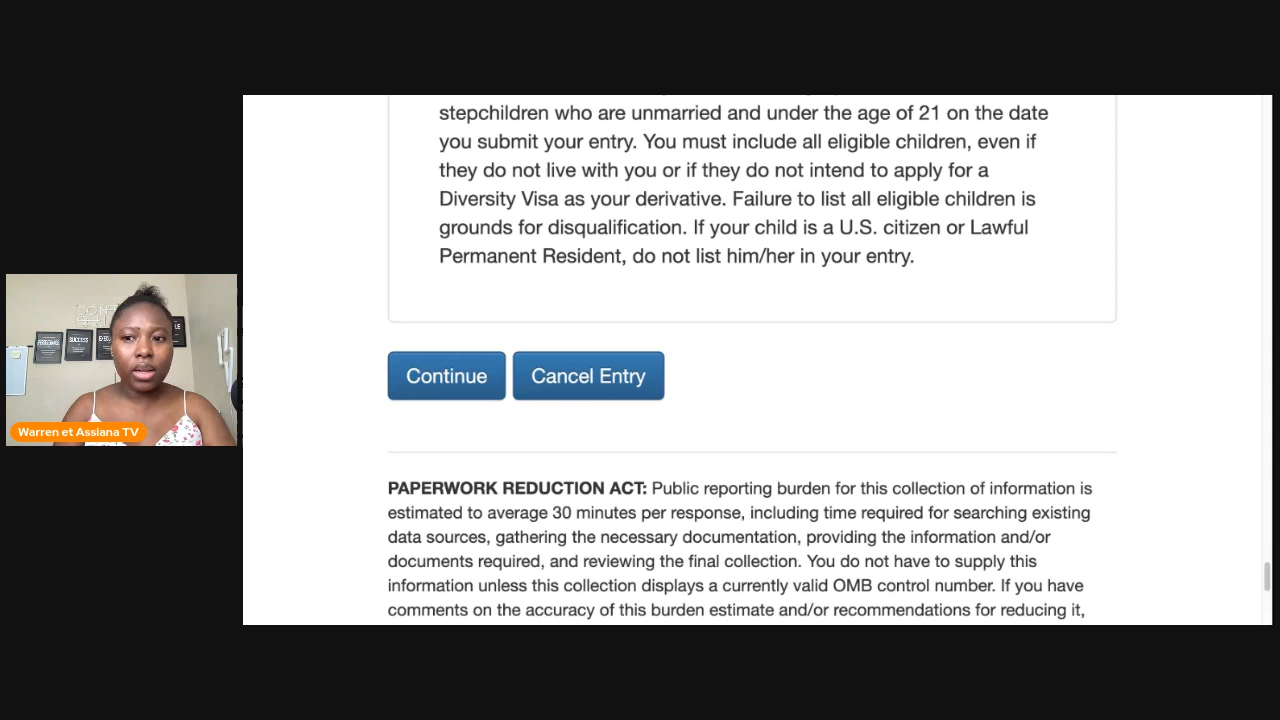 stepchildren who are unmarried and under the age of 21 on the date
you submit your entry. You must include all eligible children, even if
they do not live with you or if they do not intend to apply for a
Diversity Visa as your derivative. Failure to list all eligible children is
grounds for disqualification. If your child is a U.S. citizen or Lawful
Permanent Resident, do not list him/her in your entry.
Continue
Cancel Entry
SUCCESS
Warren et Assiana TV
PAPERWORK REDUCTION ACT: Public reporting burden for this collection of information is
estimated to average 30 minutes per response, including time required for searching existing
data sources, gathering the necessary documentation, providing the information and/or
documents required, and reviewing the final collection. You do not have to supply this
information unless this collection displays a currently valid OMB control number. If you have
comments on the accuracy of this burden estimate and/or recommendations for reducing it,